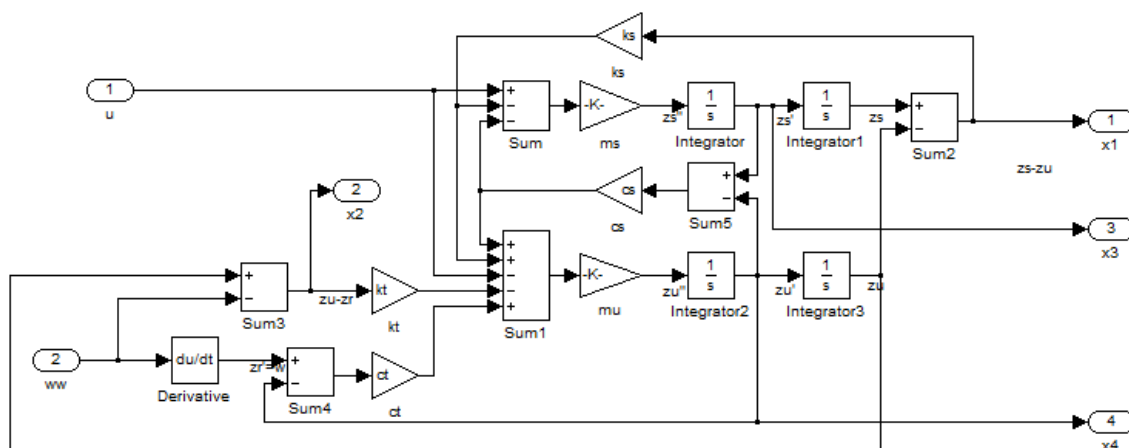 ks
ks
1
u
+
−
−
Sum
-K-
ms
zs''
1
s
Integrator
zs'
1
s
Integrator1
zs
+
−
Sum2
1
x1
zs-zu
2
x2
cs
cs
+
−
Sum5
3
x3
+
−
Sum3
zu-zr
kt
kt
+
+
−
−
+
Sum1
-K-
mu
zu''
1
s
Integrator2
zu'
1
s
Integrator3
zu
2
ww
du/dt
Derivative
zr'=w
+
−
Sum4
ct
ct
4
x4